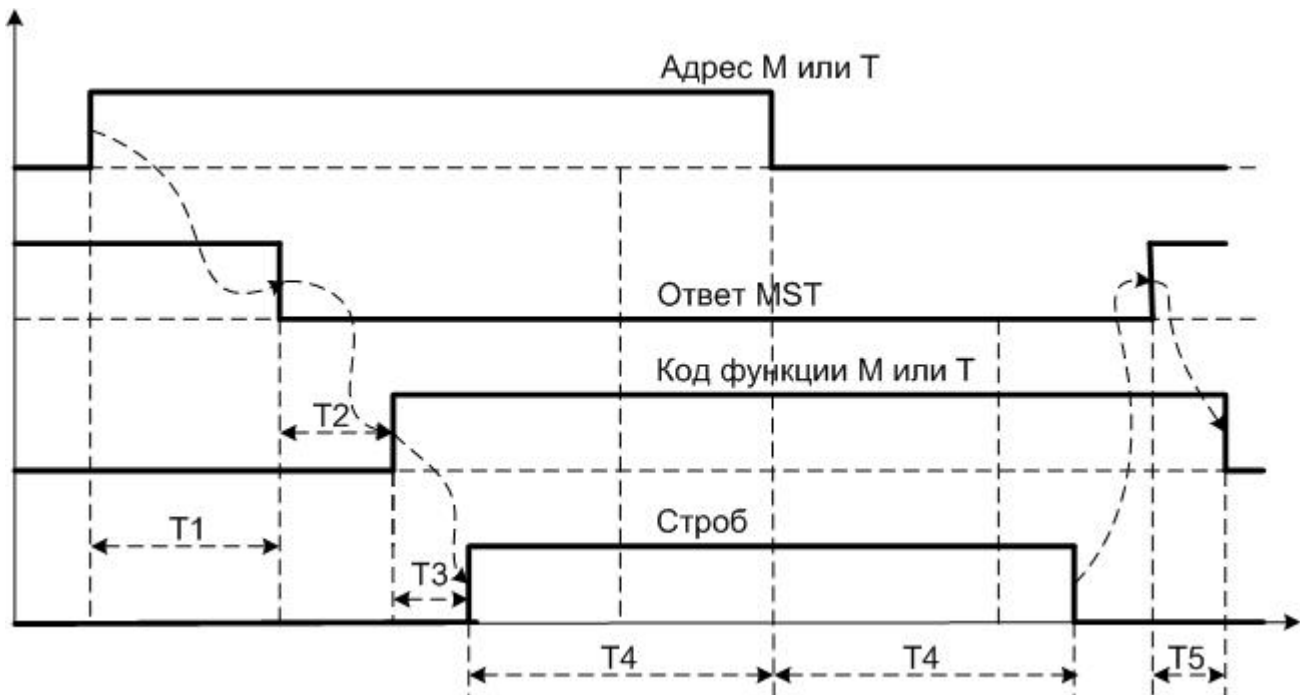 Адрес М или Т
Ответ MST
Код функции М или Т
T2
Строб
T1
T3
T4
T4
T5